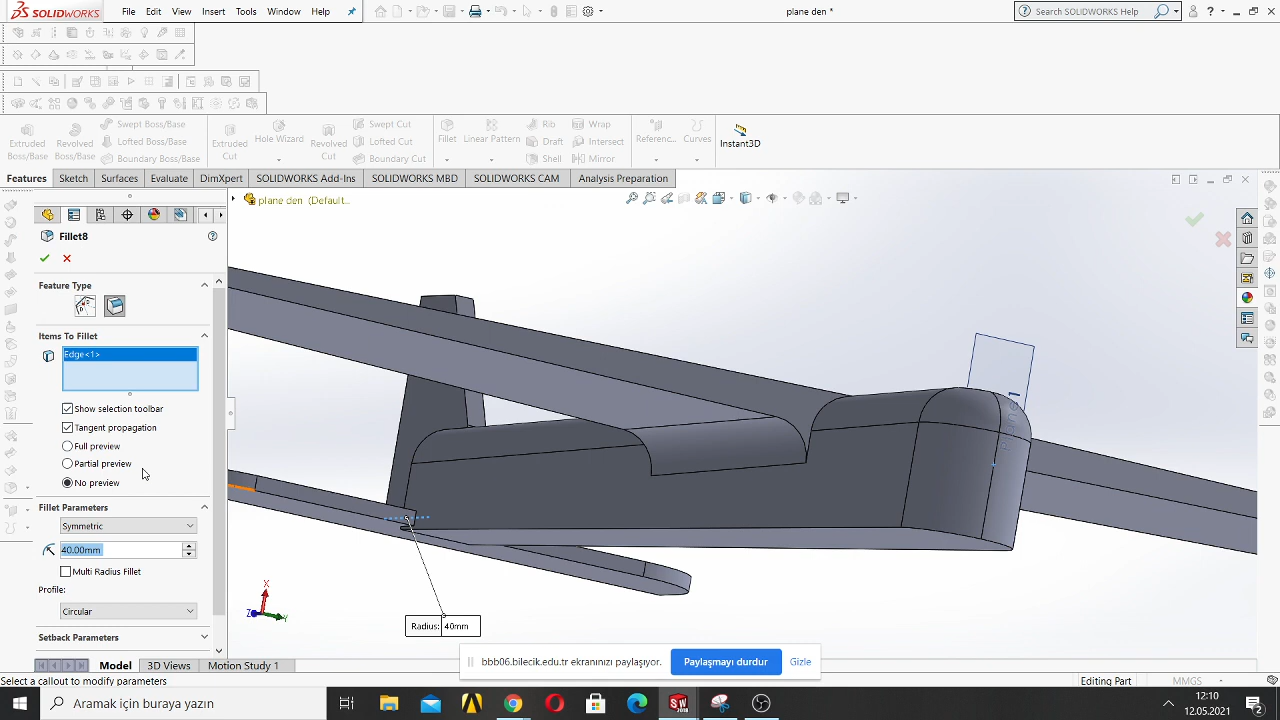 SOLIDWORKS File Edit View Insert Tools Window Help plane den * Search SOLIDWORKS Help
Extruded Boss/Base
Revolved Boss/Base
Swept Boss/Base
Lofted Boss/Base
Boundary Boss/Base
Extruded Cut
Hole Wizard
Revolved Cut
Swept Cut
Lofted Cut
Boundary Cut
Fillet
Linear Pattern
Rib
Draft
Shell
Wrap
Intersect
Mirror
Referenc...
Curves
Instant3D
Features Sketch Surfaces Evaluate DimXpert SOLIDWORKS Add-Ins SOLIDWORKS MBD SOLIDWORKS CAM Analysis Preparation
plane den (Default...
Fillet8
Feature Type
Items To Fillet
Edge<1>
Show selection toolbar
Tangent propagation
Full preview
Partial preview
No preview
Fillet Parameters
Symmetric
40.00mm
Multi Radius Fillet
Profile:
Circular
Setback Parameters
X
Z
Y
Radius: 40mm
bbb06.bilecik.edu.tr ekranınızı paylaşıyor. Paylaşmayı durdur Gizle
Model 3D Views Motion Study 1
Select a callout to modify parameters Editing Part MMGS
Aramak için buraya yazın
SW
2018
12:10
12.05.2021